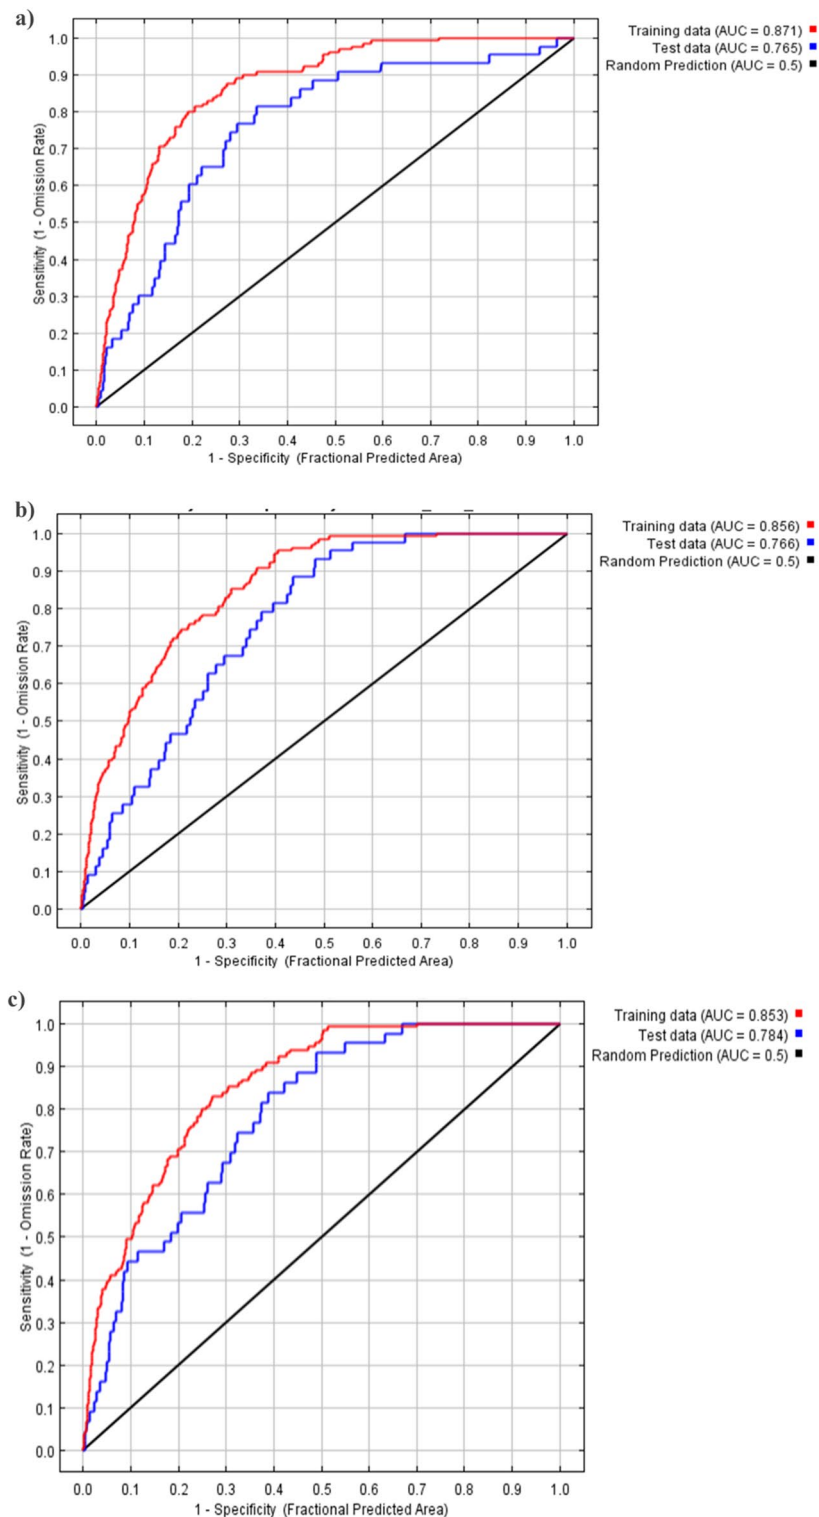 a)
Training data (AUC = 0.871)
Test data (AUC = 0.765)
Random Prediction (AUC = 0.5)
Sensitivity (1 - Omission Rate)
1.0
0.9
0.8
0.7
0.6
0.5
0.4
0.3
0.2
0.1
0.0
0.0 0.1 0.2 0.3 0.4 0.5 0.6 0.7 0.8 0.9 1.0
1 - Specificity (Fractional Predicted Area)
b)
Training data (AUC = 0.856)
Test data (AUC = 0.766)
Random Prediction (AUC = 0.5)
Sensitivity (1 - Omission Rate)
1.0
0.9
0.8
0.7
0.6
0.5
0.4
0.3
0.2
0.1
0.0
0.0 0.1 0.2 0.3 0.4 0.5 0.6 0.7 0.8 0.9 1.0
1 - Specificity (Fractional Predicted Area)
c)
Training data (AUC = 0.853)
Test data (AUC = 0.784)
Random Prediction (AUC = 0.5)
Sensitivity (1 - Omission Rate)
1.0
0.9
0.8
0.7
0.6
0.5
0.4
0.3
0.2
0.1
0.0
0.0 0.1 0.2 0.3 0.4 0.5 0.6 0.7 0.8 0.9 1.0
1 - Specificity (Fractional Predicted Area)